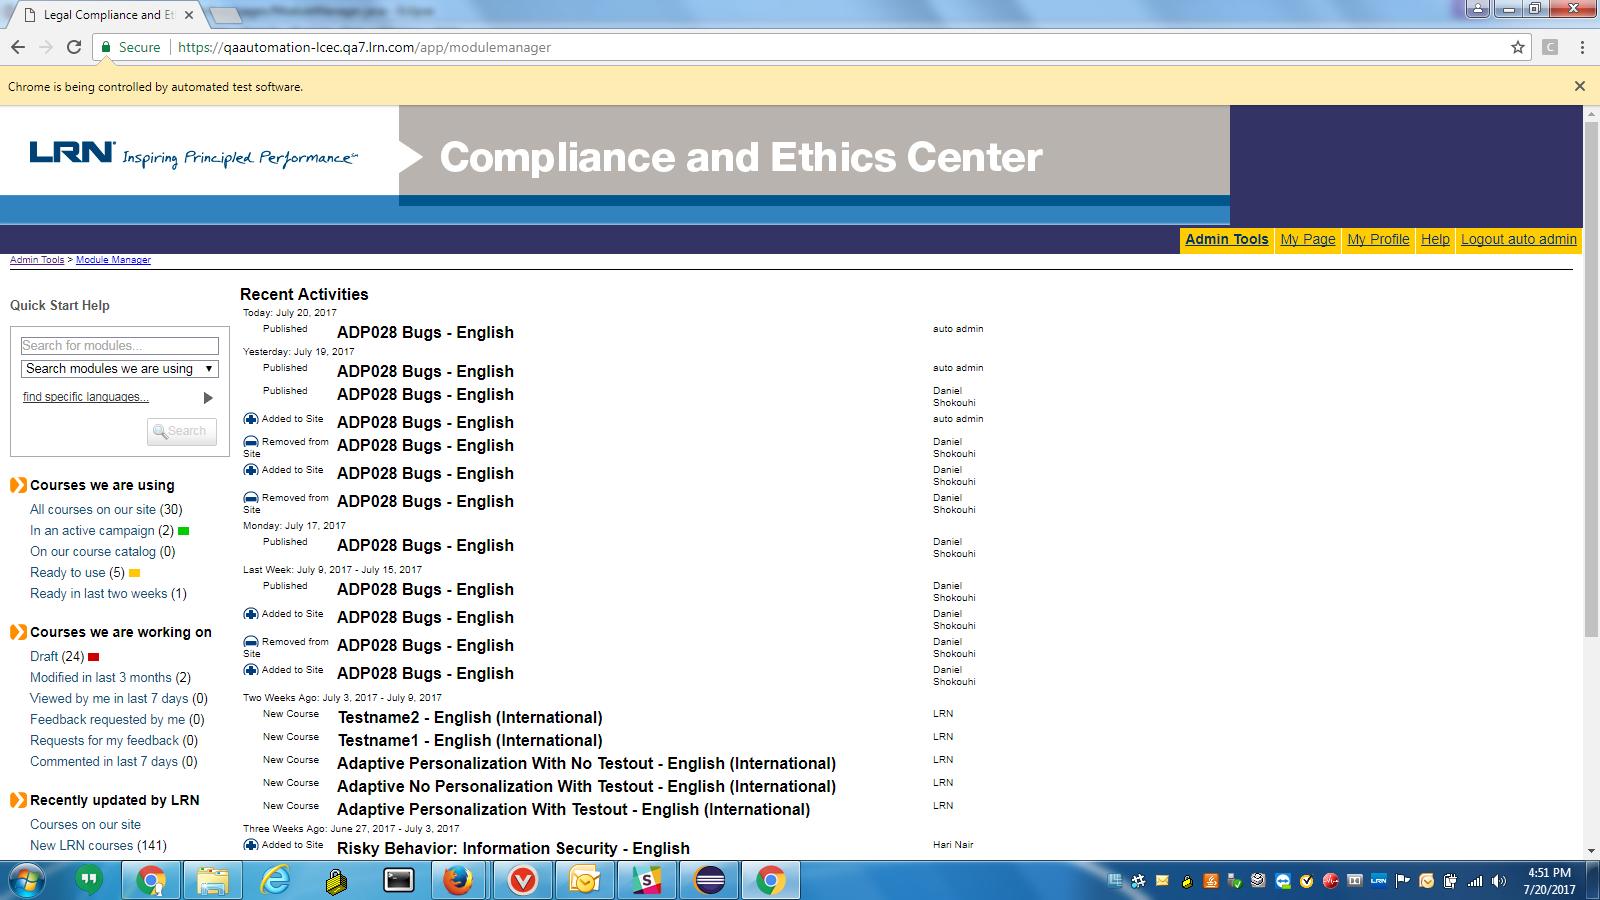 Legal Compliance and Et
Secure
https://qaautomation-lcec.qa7.lrn.com/app/modulemanager
C
Chrome is being controlled by automated test software.
LRN Inspiring Principled Performance
Compliance and Ethics Center
Admin Tools My Page My Profile Help Logout auto admin
Admin Tools > Module Manager
Quick Start Help
Search for modules...
Search modules we are using
find specific languages...
Search
Courses we are using
All courses on our site (30)
In an active campaign (2)
On our course catalog (0)
Ready to use (5)
Ready in last two weeks (1)
Courses we are working on
Draft (24)
Modified in last 3 months (2)
Viewed by me in last 7 days (0)
Feedback requested by me (0)
Requests for my feedback (0)
Commented in last 7 days (0)
Recently updated by LRN
Courses on our site
New LRN courses (141)
Recent Activities
Today: July 20, 2017
Published ADP028 Bugs - English auto admin
Yesterday: July 19, 2017
Published ADP028 Bugs - English auto admin
Published ADP028 Bugs - English Daniel Shokouhi
Added to Site ADP028 Bugs - English auto admin
Removed from Site ADP028 Bugs - English Daniel Shokouhi
Added to Site ADP028 Bugs - English Daniel Shokouhi
Removed from Site ADP028 Bugs - English Daniel Shokouhi
Monday: July 17, 2017
Published ADP028 Bugs - English Daniel Shokouhi
Last Week: July 9, 2017 - July 15, 2017
Published ADP028 Bugs - English Daniel Shokouhi
Added to Site ADP028 Bugs - English Daniel Shokouhi
Removed from Site ADP028 Bugs - English Daniel Shokouhi
Added to Site ADP028 Bugs - English Daniel Shokouhi
Two Weeks Ago: July 3, 2017 - July 9, 2017
New Course Testname2 - English (International) LRN
New Course Testname1 - English (International) LRN
New Course Adaptive Personalization With No Testout - English (International) LRN
New Course Adaptive No Personalization With Testout - English (International) LRN
New Course Adaptive Personalization With Testout - English (International) LRN
Three Weeks Ago: June 27, 2017 - July 3, 2017
Added to Site Risky Behavior: Information Security - English Hari Nair
LRN
4:51 PM
7/20/2017